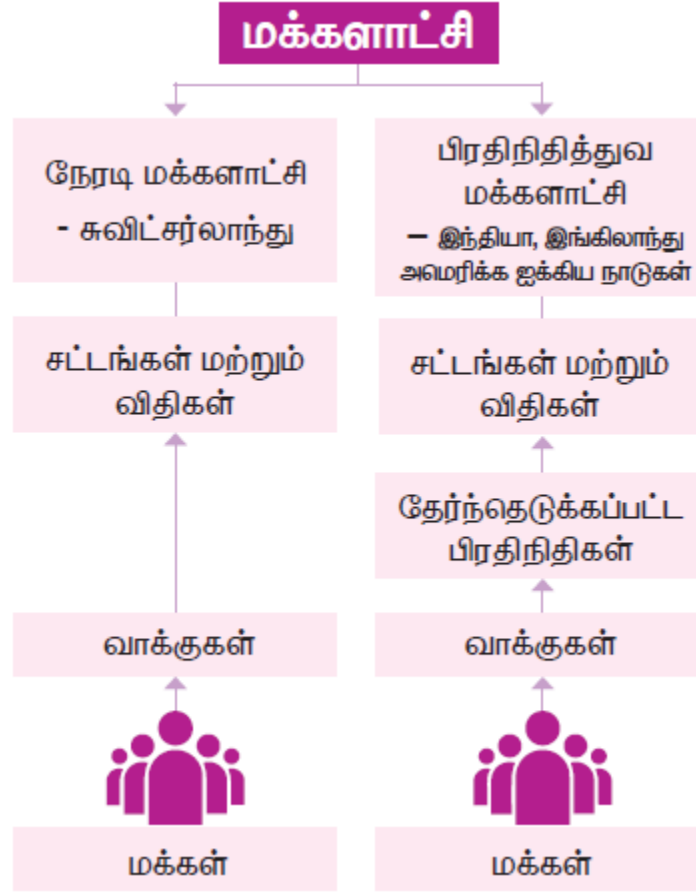 மக்களாட்சி
நேரடி மக்களாட்சி
- சுவிட்சர்லாந்து
சட்டங்கள் மற்றும்
விதிகள்
வாக்குகள்
மக்கள்
பிரதிநிதித்துவ
மக்களாட்சி
– இந்தியா, இங்கிலாந்து
அமெரிக்க ஐக்கிய நாடுகள்
சட்டங்கள் மற்றும்
விதிகள்
தேர்ந்தெடுக்கப்பட்ட
பிரதிநிதிகள்
வாக்குகள்
மக்கள்